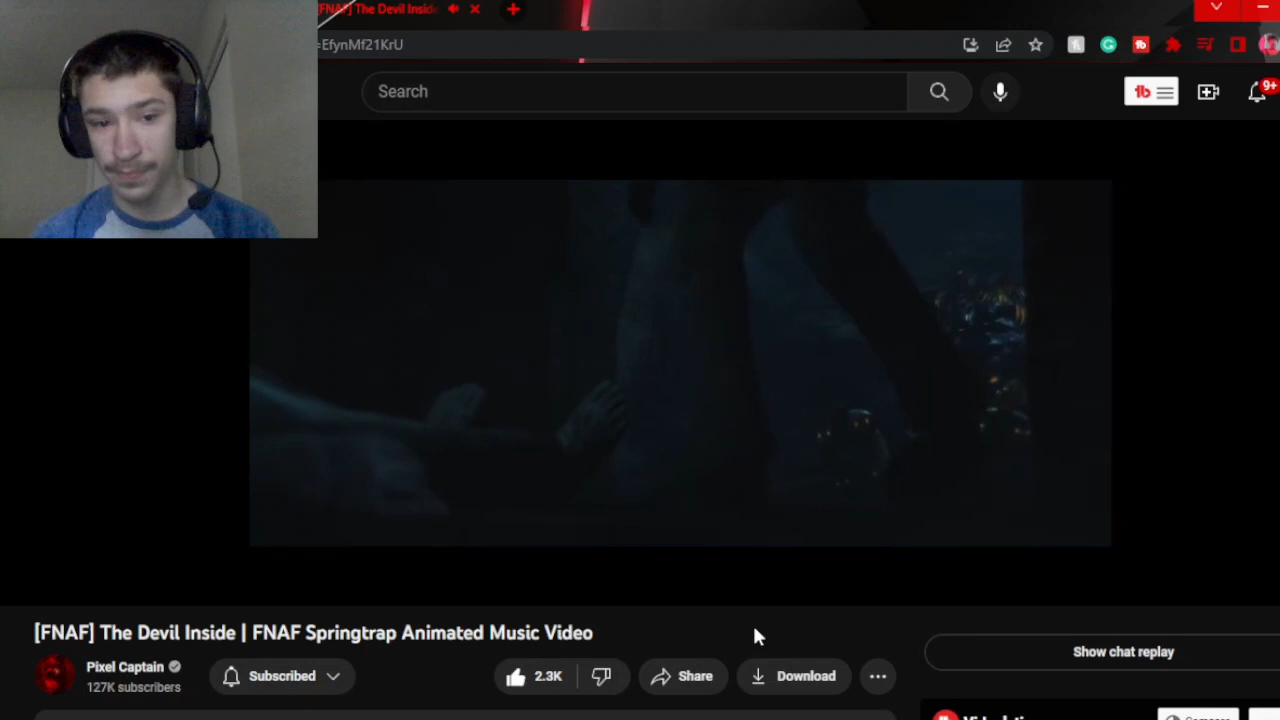 [FNAF] The Devil Inside
=EfynMf21KrU
Search
9+
[FNAF] The Devil Inside | FNAF Springtrap Animated Music Video
Pixel Captain
127K subscribers
Subscribed
2.3K
Share
Download
Show chat replay